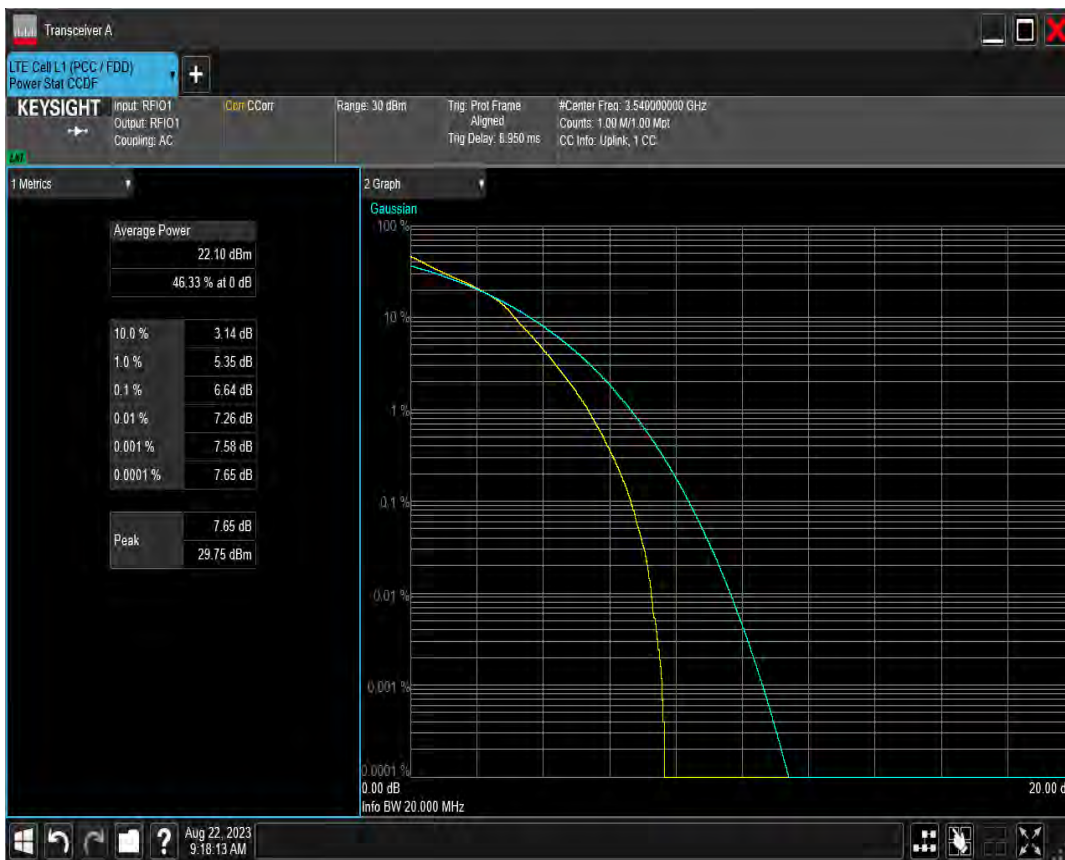 Transceiver A
LTE Cell L1 (PCC / FDD)
Power Stat CCDF
KEYSIGHT
Input: RFIO1
Output: RFIO1
Coupling: AC
Corr CCorr
Range: 30 dBm
Trig: Prot Frame
Aligned
Trig Delay: 8.950 ms
#Center Freq: 3.549000000 GHz
Counts: 1.00 M/1.00 Mpt
CC Info: Uplink, 1 CC
1 Metrics
Average Power
22.10 dBm
46.33 % at 0 dB
10.0 % 3.14 dB
1.0 % 5.35 dB
0.1 % 6.64 dB
0.01 % 7.26 dB
0.001 % 7.58 dB
0.0001 % 7.65 dB
Peak
7.65 dB
29.75 dBm
2 Graph
Gaussian
100 %
10 %
1 %
0.1 %
0.01 %
0.001 %
0.0001 %
0.00 dB
20.00 d
Info BW 20.000 MHz
?
Aug 22, 2023
9:18:13 AM